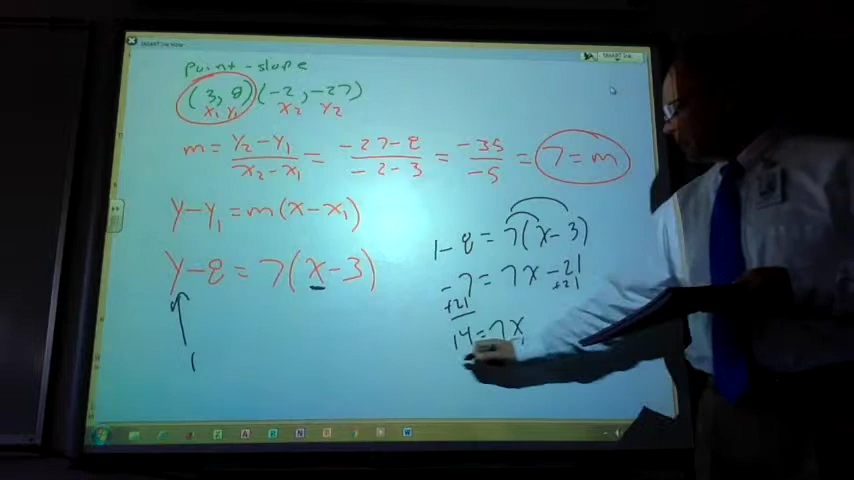 point-slope
(3, 8) (-2, -27)
x₁ y₁ x₂ y₂
m = y₂-y₁ / x₂-x₁ = -27-8 / -2-3 = -35 / -5 = 7 = m
y-y₁ = m(x-x₁)
y-8 = 7(x-3)
1
1-8 = 7(x-3)
-7 = 7x-21
+21 +21
14 = 7x